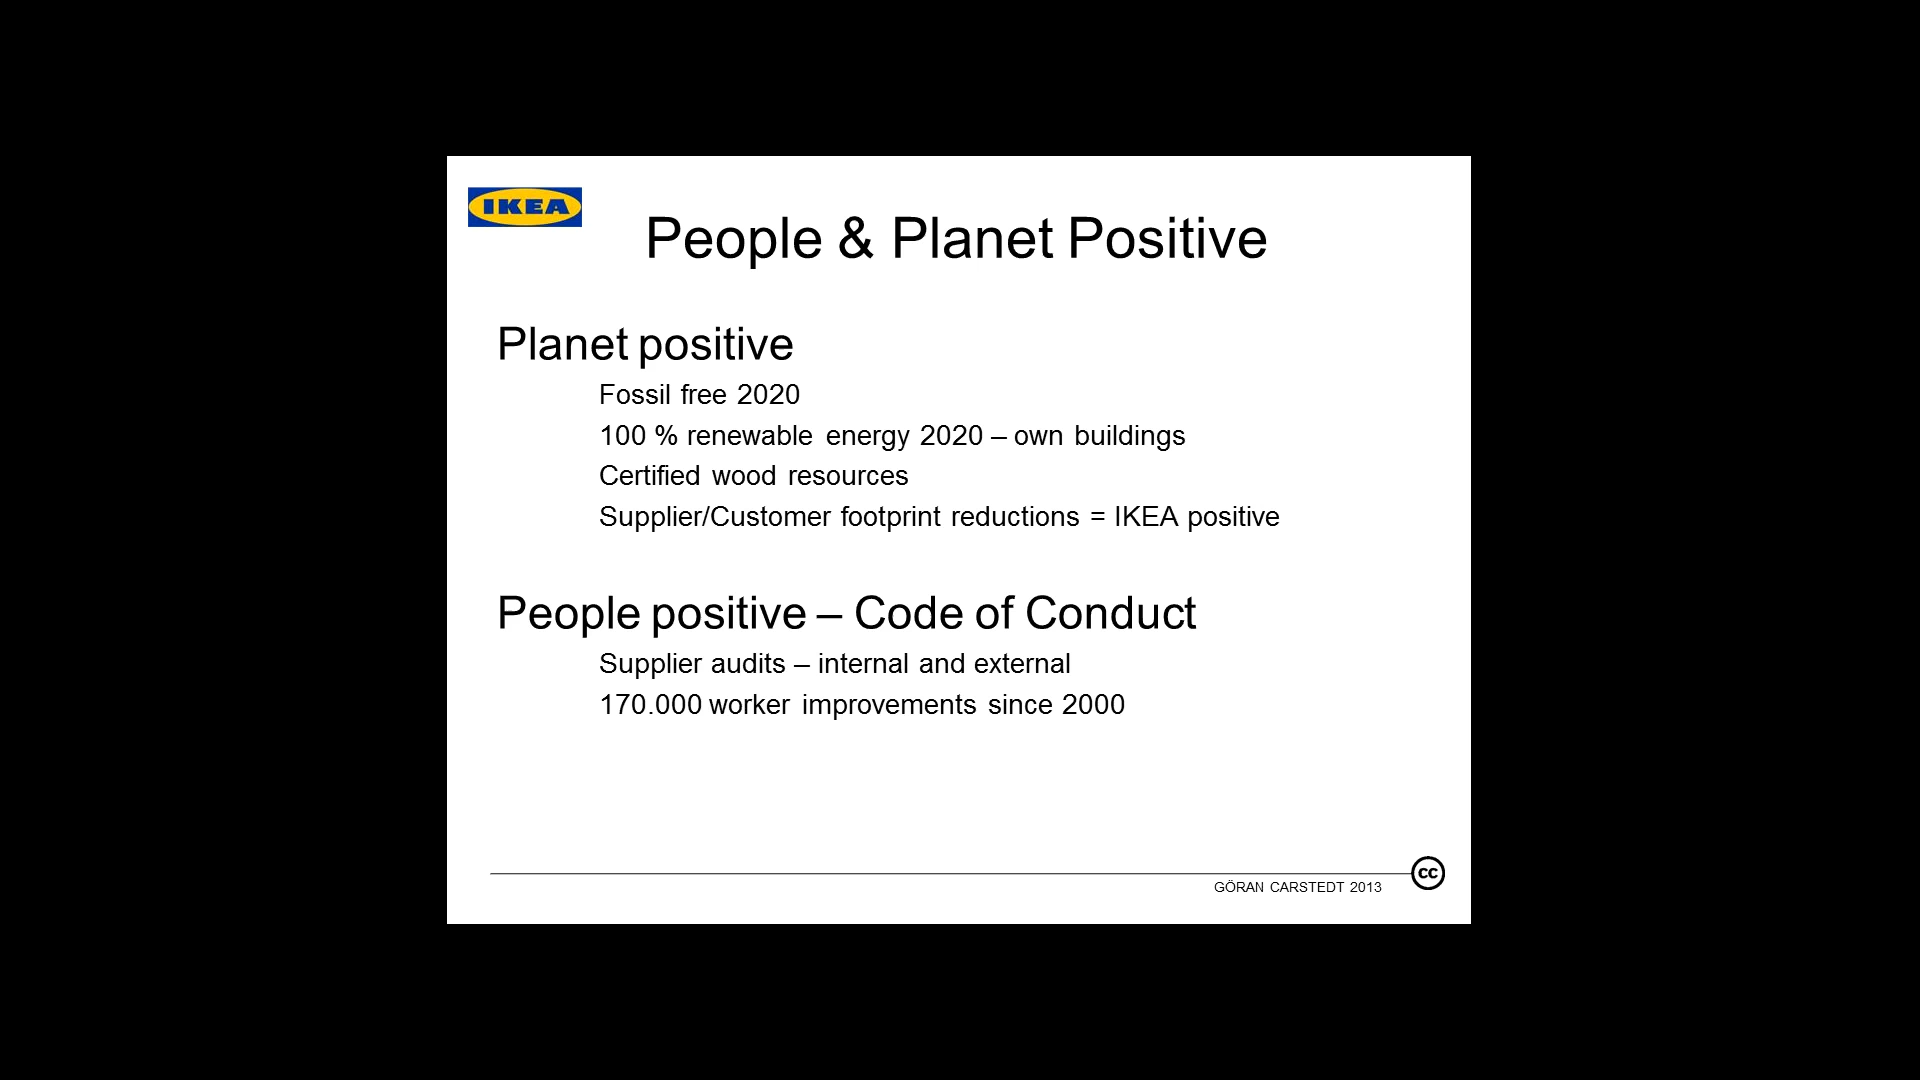 IKEA
People & Planet Positive
Planet positive
Fossil free 2020
100 % renewable energy 2020 – own buildings
Certified wood resources
Supplier/Customer footprint reductions = IKEA positive
People positive – Code of Conduct
Supplier audits – internal and external
170.000 worker improvements since 2000
cc
GÖRAN CARSTEDT 2013